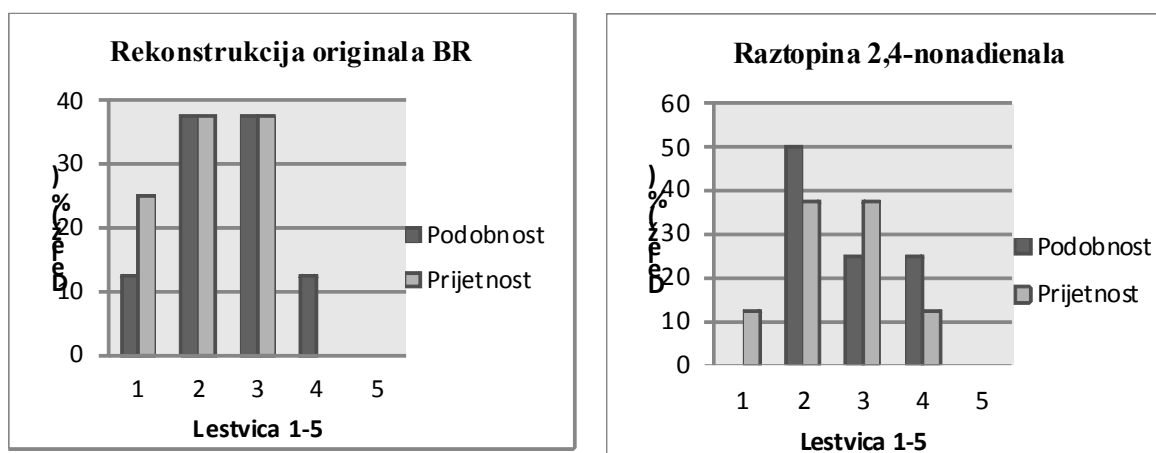 Rekonstrukcija originala BR
40
30
20
10
0
Delež(%)
1 2 3 4 5
Lestvica 1-5
Podobnost
Prijetnost
Raztopina 2,4-nonadienala
60
50
40
30
20
10
0
Delež(%)
1 2 3 4 5
Lestvica 1-5
Podobnost
Prijetnost